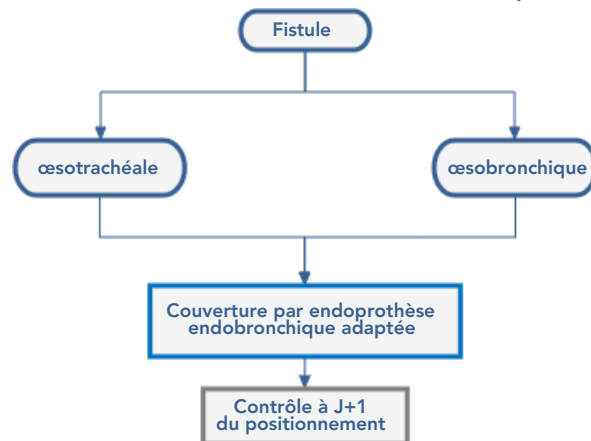 Fistule
œsotrachéale
œsobronchique
Couverture par endoprothèse
endobronchique adaptée
Contrôle à J+1
du positionnement